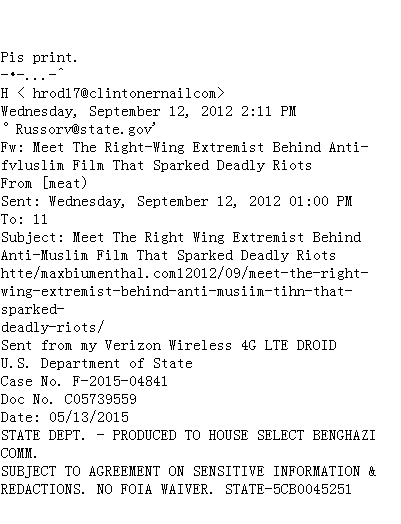 Pis print.
-•-...-^
H < hrod17@clintonernailcom>
Wednesday, September 12, 2012 2:11 PM
° Russorv@state.gov'
Fw: Meet The Right-Wing Extremist Behind Anti-
fvluslim Film That Sparked Deadly Riots
From [meat)
Sent: Wednesday, September 12, 2012 01:00 PM
To: 11
Subject: Meet The Right Wing Extremist Behind
Anti-Muslim Film That Sparked Deadly Riots
htte/maxbiumenthal.com12012/09/meet-the-right-
wing-extremist-behind-anti-musiim-tihn-that-
sparked-
deadly-riots/
Sent from my Verizon Wireless 4G LTE DROID
U.S. Department of State
Case No. F-2015-04841
Doc No. C05739559
Date: 05/13/2015
STATE DEPT. - PRODUCED TO HOUSE SELECT BENGHAZI
COMM.
SUBJECT TO AGREEMENT ON SENSITIVE INFORMATION &
REDACTIONS. NO FOIA WAIVER. STATE-5CB0045251